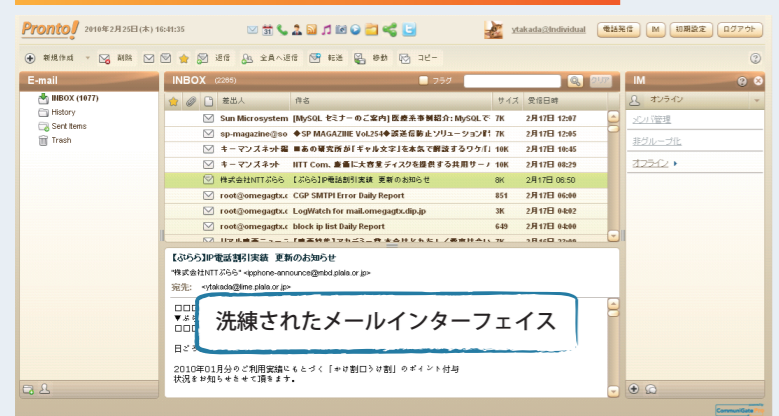 Pronto! 2010年2月25日(木) 16:41:35
ytakada@Individual 電話発信 IM 初期設定 ログアウト
新規作成 削除 返信 全員へ返信 転送 移動 コピー
E-mail
INBOX (1077)
History
Sent Items
Trash
INBOX (2265) フラグ クリア
差出人 件名 サイズ 受信日時
Sun Microsystem [MySQL セミナーのご案内] 医療系事例紹介: MySQLで 7K 2月17日 12:07
sp-magazine@so ◆SP MAGAZINE Vol.254◆誤送信防止ソリューション 7K 2月17日 12:05
キーマンズネット ■あの研究所が「ギャル文字」を本気で解読するワケ 10K 2月17日 10:45
キーマンズネット NTT Com、廉価に大容量ディスクを提供する共用サー 10K 2月17日 08:29
株式会社NTTぷらら 【ぷらら】IP電話割引実績 更新のお知らせ 8K 2月17日 06:50
root@omegagtx.c CGP SMTPI Error Daily Report 851 2月17日 06:00
root@omegagtx.c LogWatch for mail.omegagtx.dip.jp 3K 2月17日 04:02
root@omegagtx.c block ip list Daily Report 649 2月17日 04:00
【ぷらら】IP電話割引実績 更新のお知らせ
"株式会社NTTぷらら" <ipphone-announce@mbd.plala.or.jp>
宛先: <ytakada@lime.plala.or.jp>
洗練されたメールインターフェイス
日ごろ
2010年01月分のご利用実績にもとづく「かけ割口うけ割」のポイント付与
状況をお知らせさせて頂きます。
IM
オンライン
メンバ管理
非グループ化
オフライン
CommuniGate